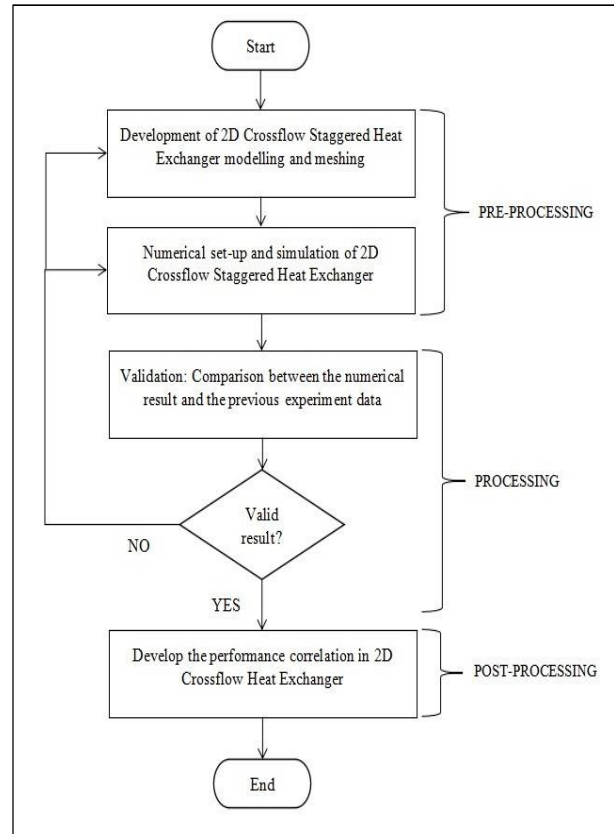 Start
Development of 2D Crossflow Staggered Heat
Exchanger modelling and meshing
PRE-PROCESSING
Numerical set-up and simulation of 2D
Crossflow Staggered Heat Exchanger
Validation: Comparison between the numerical
result and the previous experiment data
PROCESSING
Valid
result?
NO
YES
Develop the performance correlation in 2D
Crossflow Heat Exchanger
POST-PROCESSING
End